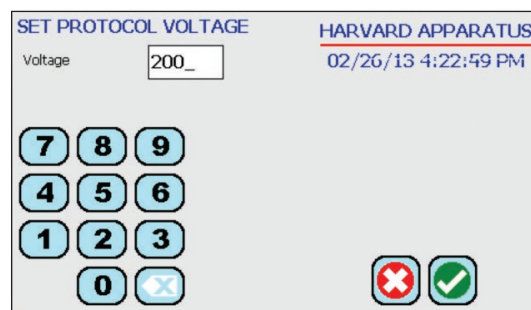 SET PROTOCOL VOLTAGE
HARVARD APPARATUS
Voltage
200_
02/26/13 4:22:59 PM
7 8 9
4 5 6
1 2 3
0